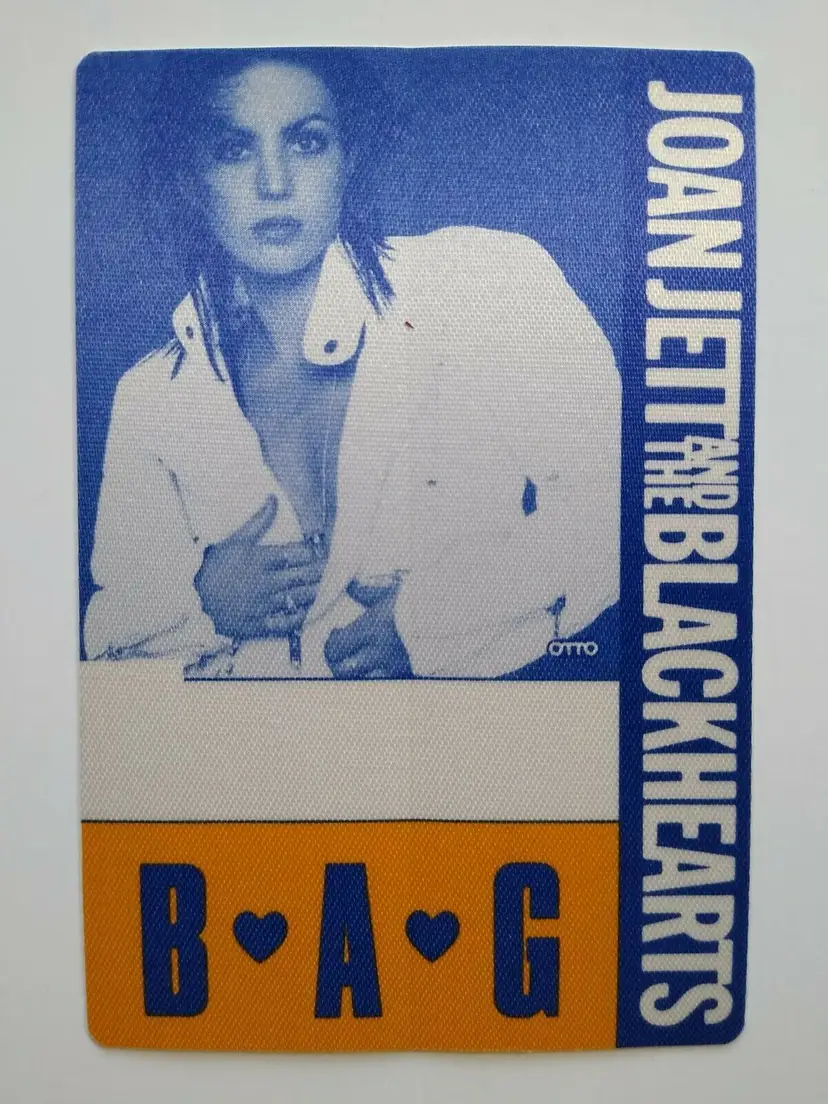 JOAN JETT AND THE BLACKHEARTS
OTTO
B♥A♥G